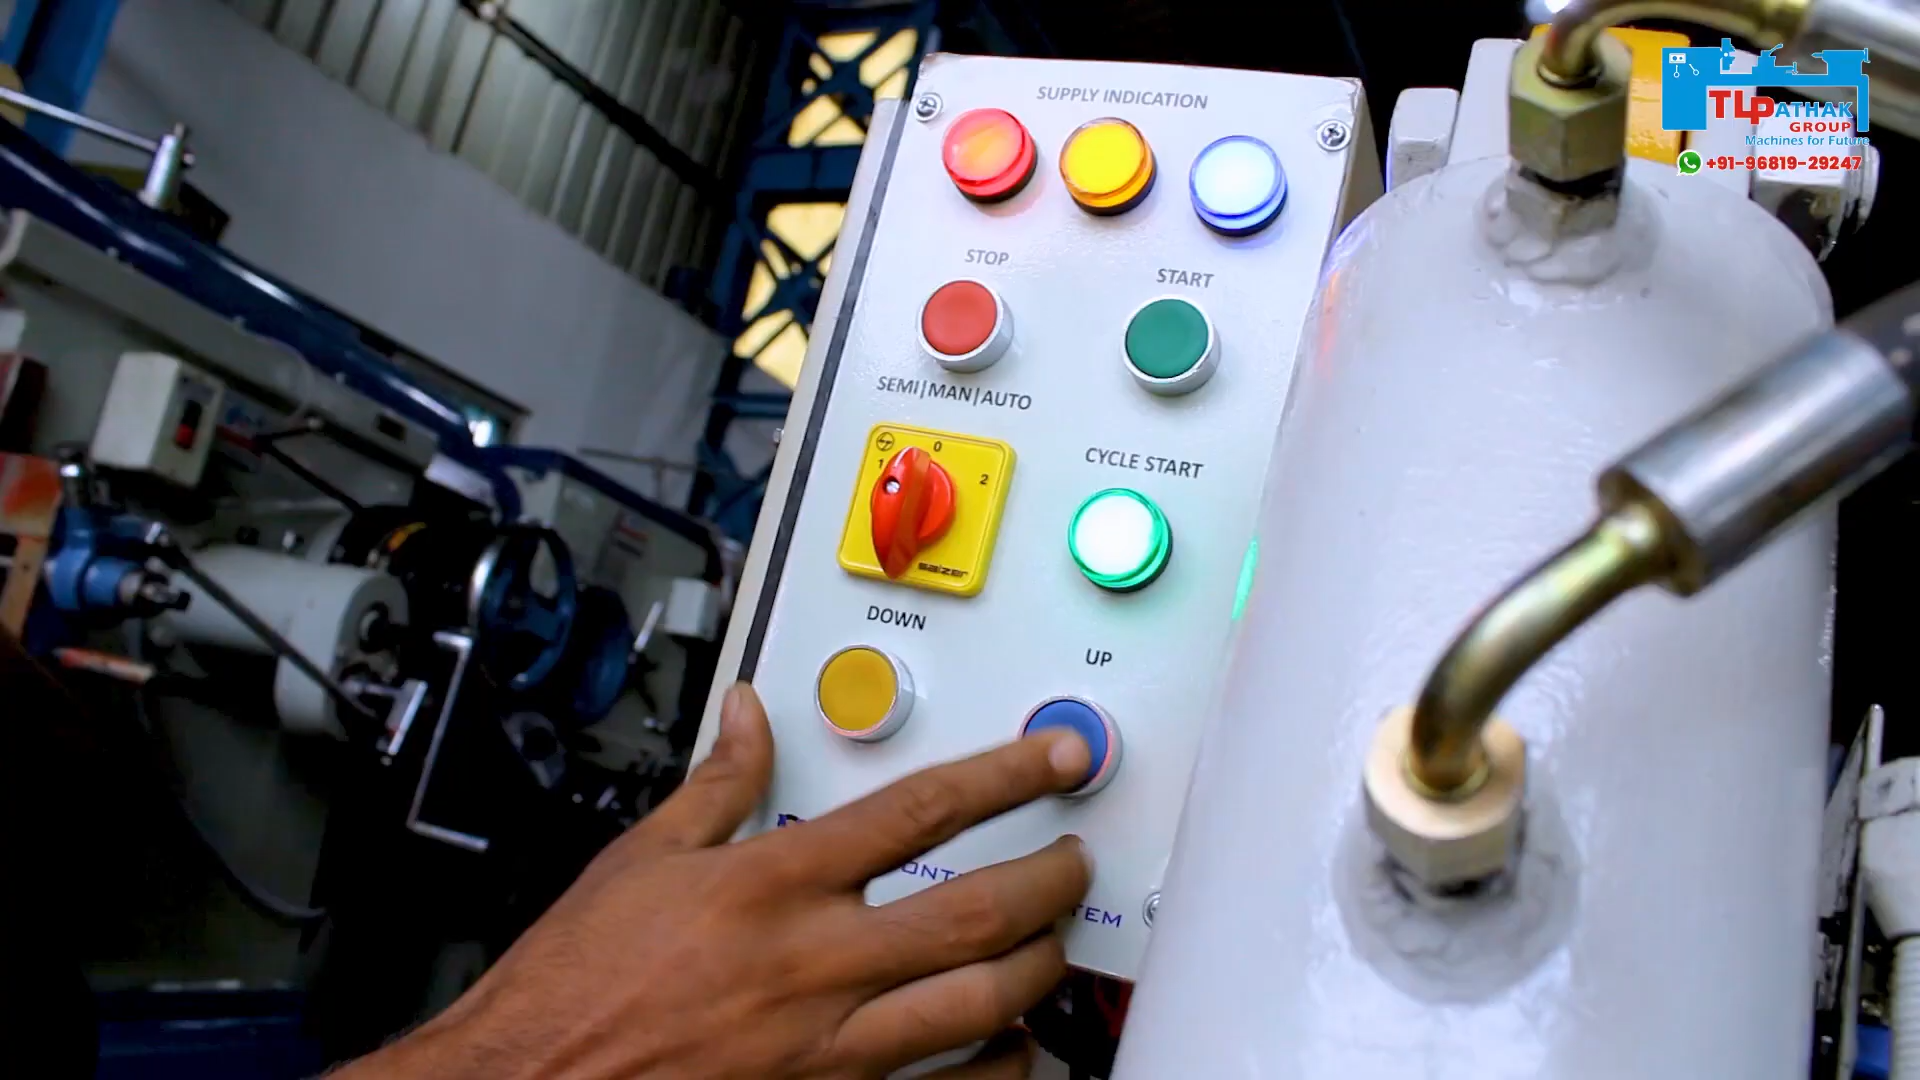 SUPPLY INDICATION
STOP
START
SEMI|MAN|AUTO
0
1
2
salzer
CYCLE START
DOWN
UP
TLPATHAK
GROUP
Machines for Future
+91-96819-29247